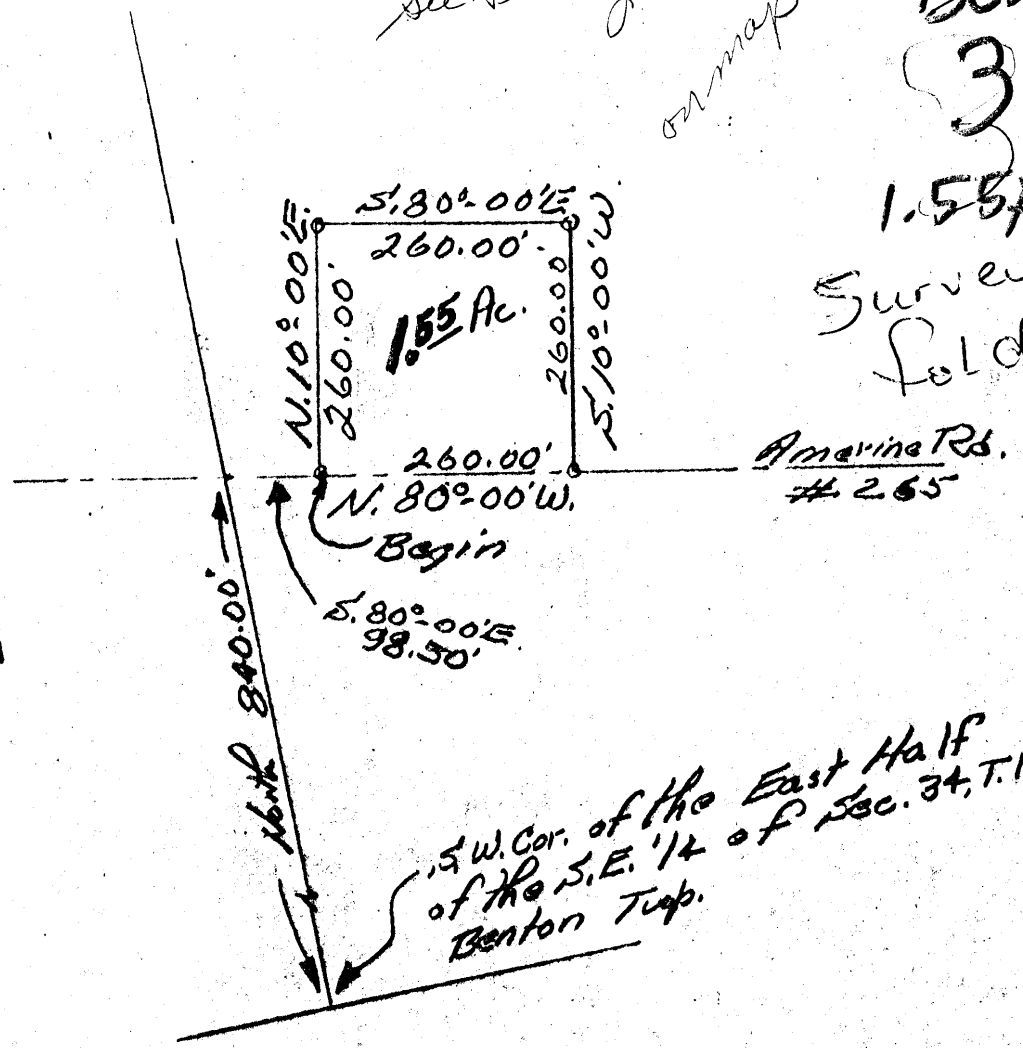 on map
3
1.55
S. 80°-00'E
260.00'
N. 10°-00'E.
260.00'
1.55 Ac.
260.00
S. 10°-00'W
Survey
fold
260.00'
N. 80°-00'W.
Amerine Rd.
# 265
Begin
S. 80°-00'E.
98.50'
North 840.00'
S.W. Cor. of the East Half
of the S.E. 1/4 of Sec. 34, T.1
Benton Twp.